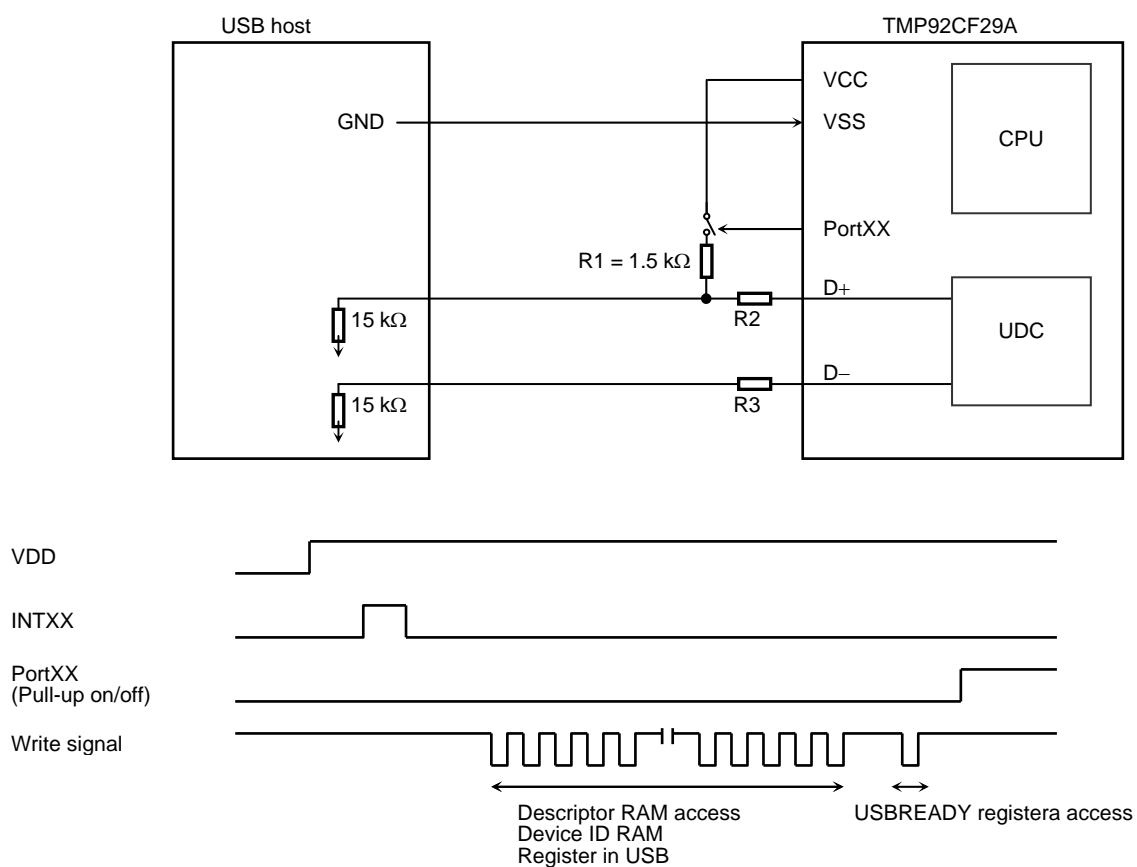 USB host
TMP92CF29A
VCC
GND
VSS
CPU
PortXX
R1 = 1.5 kΩ
D+
15 kΩ
R2
UDC
D−
15 kΩ
R3
VDD
INTXX
PortXX
(Pull-up on/off)
Write signal
Descriptor RAM access
Device ID RAM
Register in USB
USBREADY registera access